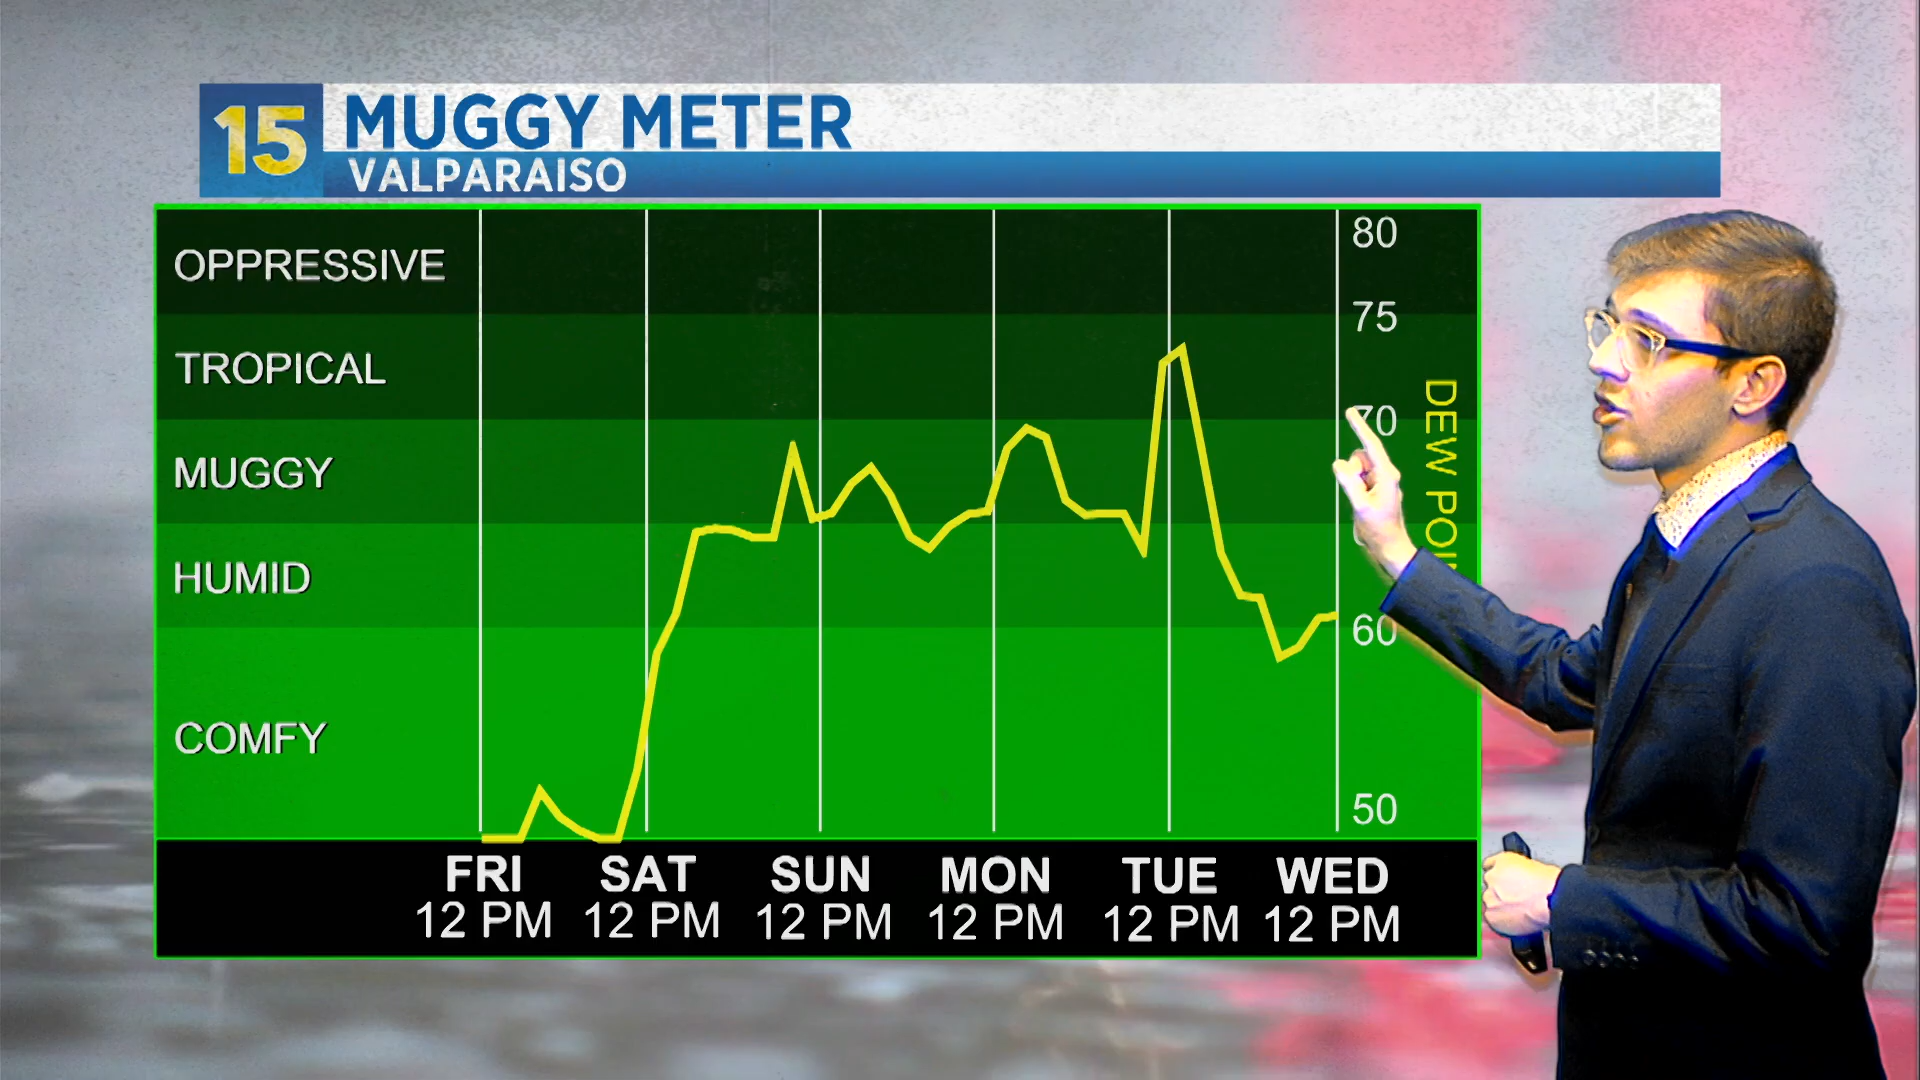 15
MUGGY METER
VALPARAISO
OPPRESSIVE
TROPICAL
MUGGY
HUMID
COMFY
80
75
70
60
50
DEW
FRI SAT SUN MON TUE WED
12 PM 12 PM 12 PM 12 PM 12 PM 12 PM